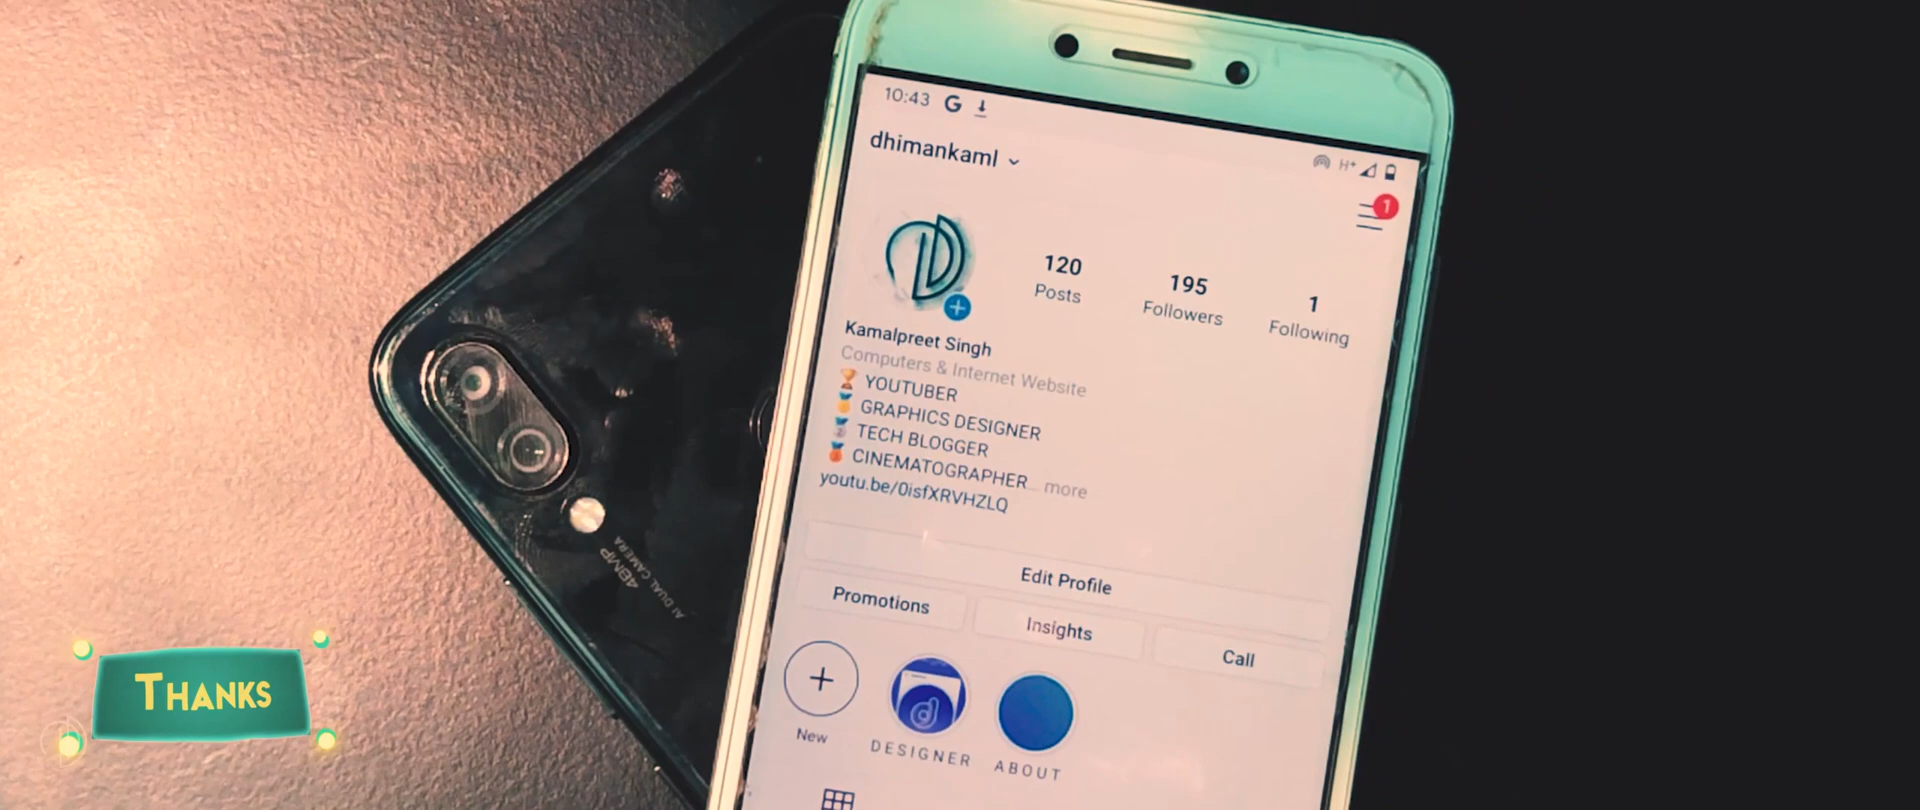 10:43
H+
dhimankaml
1
120
Posts
195
Followers
1
Following
Kamalpreet Singh
Computers & Internet Website
YOUTUBER
GRAPHICS DESIGNER
TECH BLOGGER
CINEMATOGRAPHER... more
youtu.be/0isfXRVHZLQ
Edit Profile
Promotions
Insights
Call
New
DESIGNER
ABOUT
48MP
AI DUAL CAMERA
THANKS